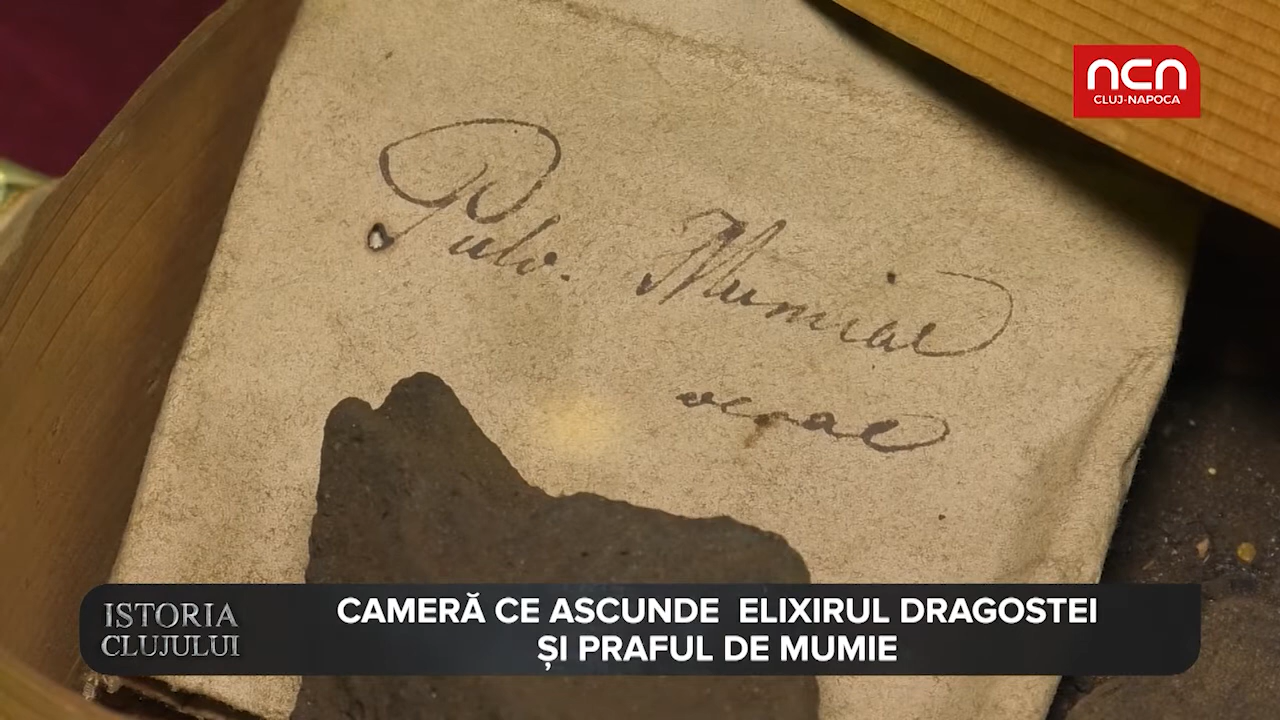 ncn
CLUJ-NAPOCA
Pulv. Mumiae
verae
ISTORIA
CLUJULUI
CAMERĂ CE ASCUNDE ELIXIRUL DRAGOSTEI
ȘI PRAFUL DE MUMIE